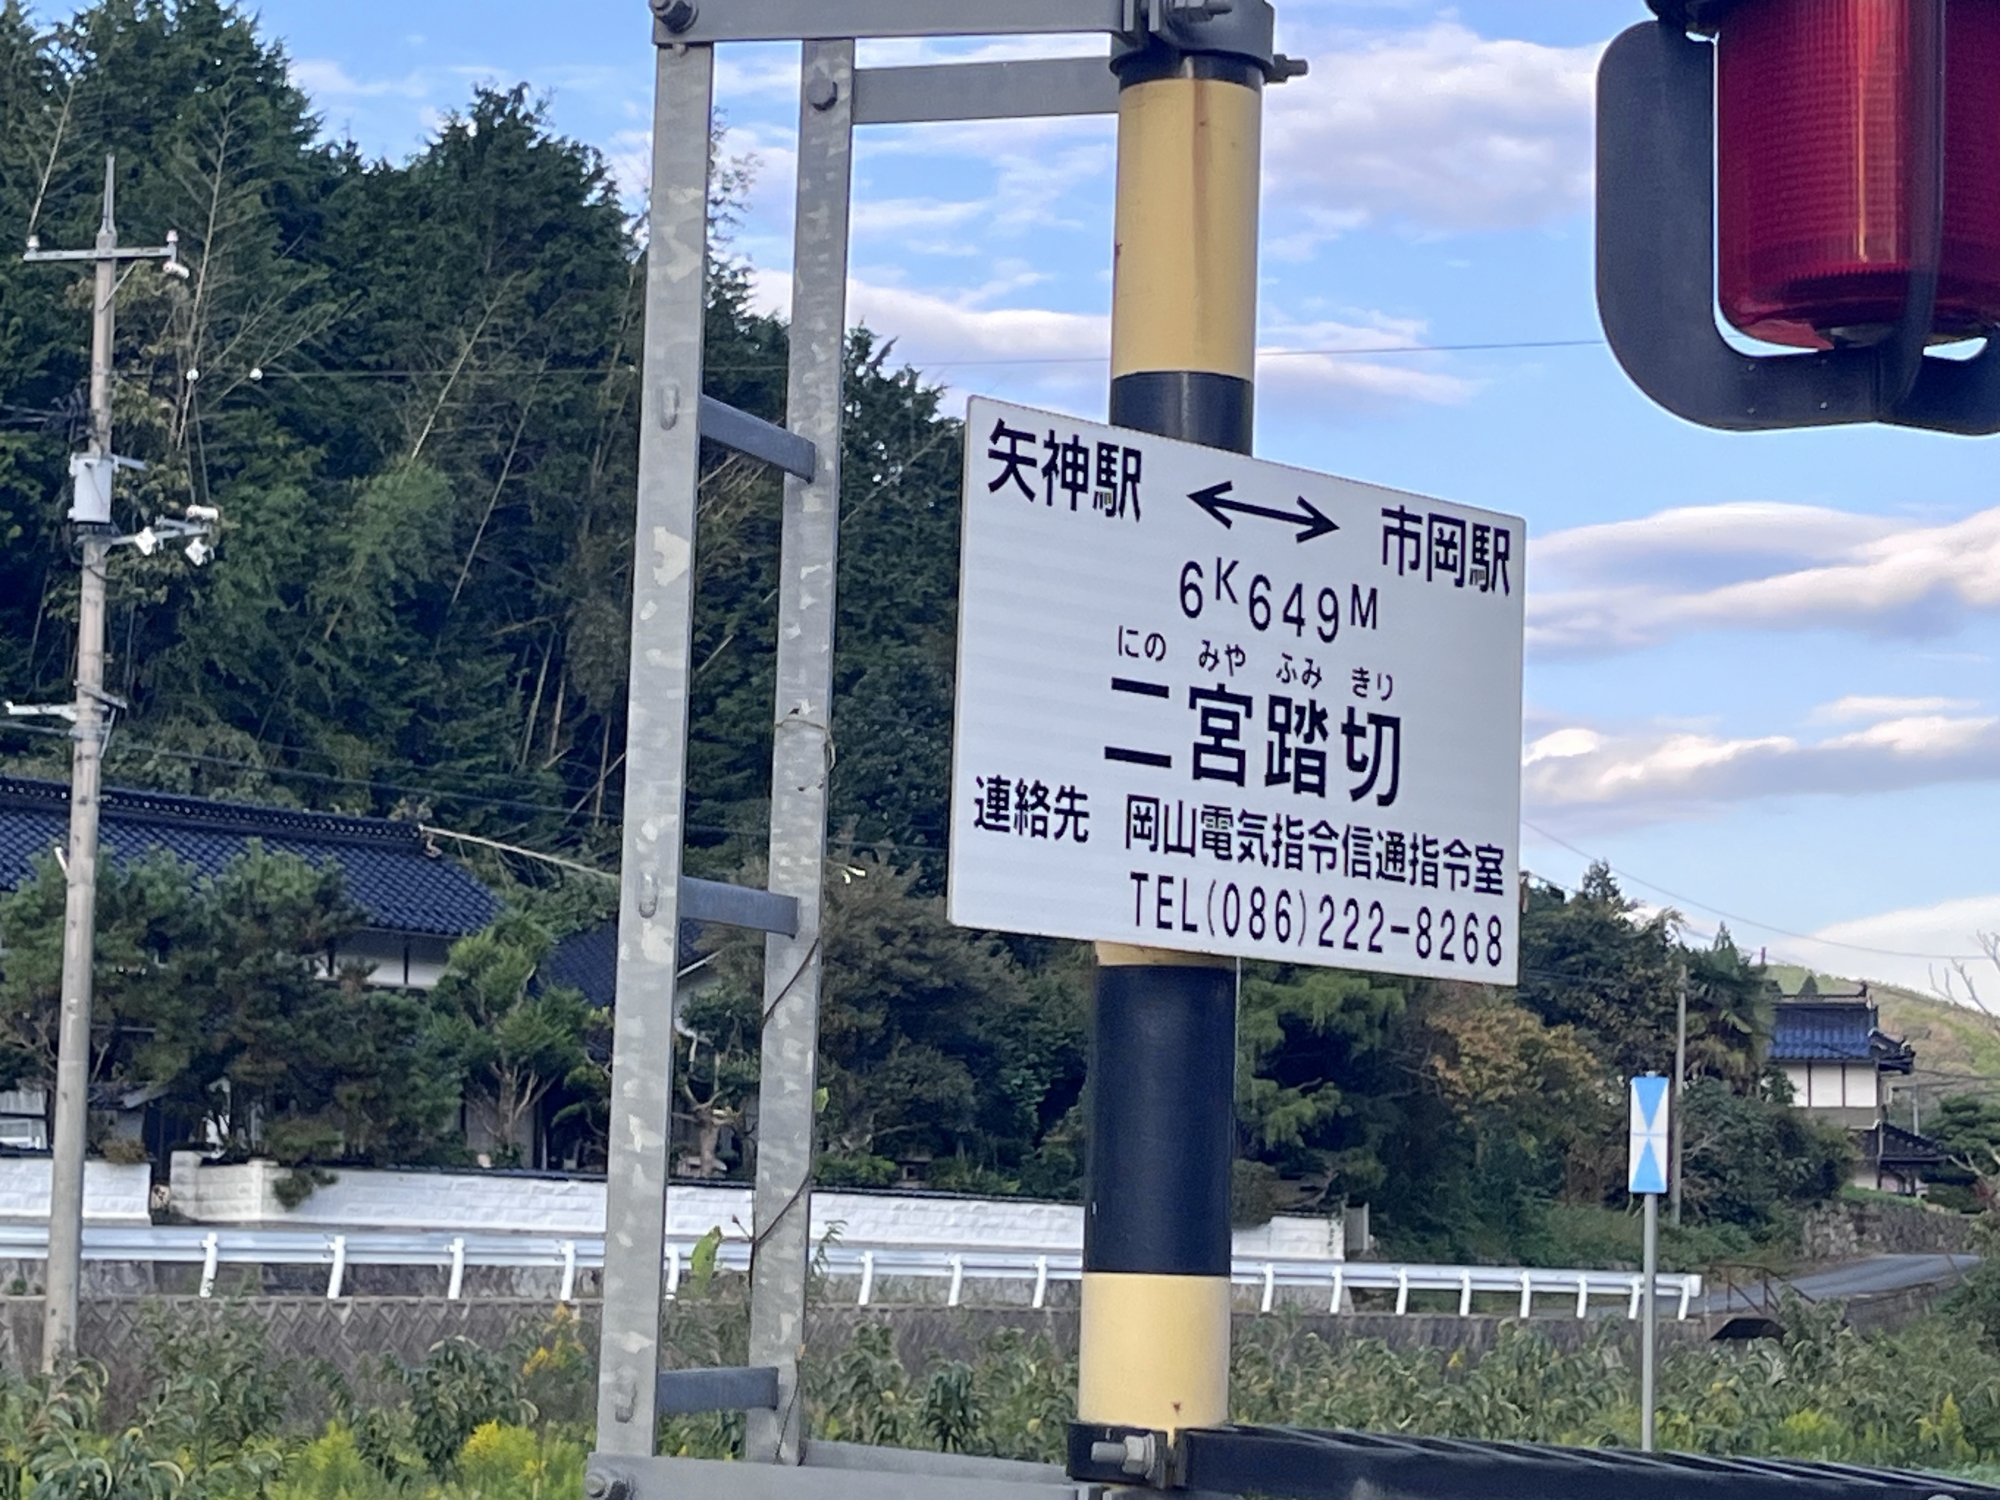 矢神駅 ←→ 市岡駅
6K649M
にの みや ふみ きり
二宮踏切
連絡先 岡山電気指令信通指令室
TEL(086)222-8268